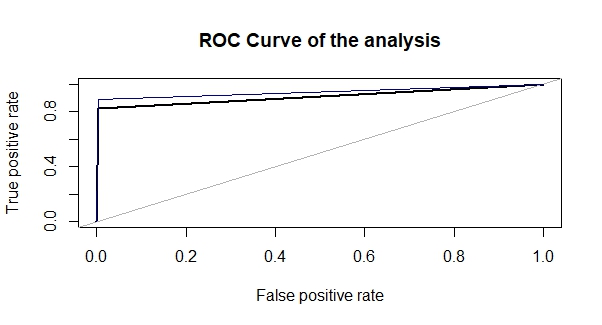 ROC Curve of the analysis
True positive rate
0.8
0.4
0.0
0.0 0.2 0.4 0.6 0.8 1.0
False positive rate